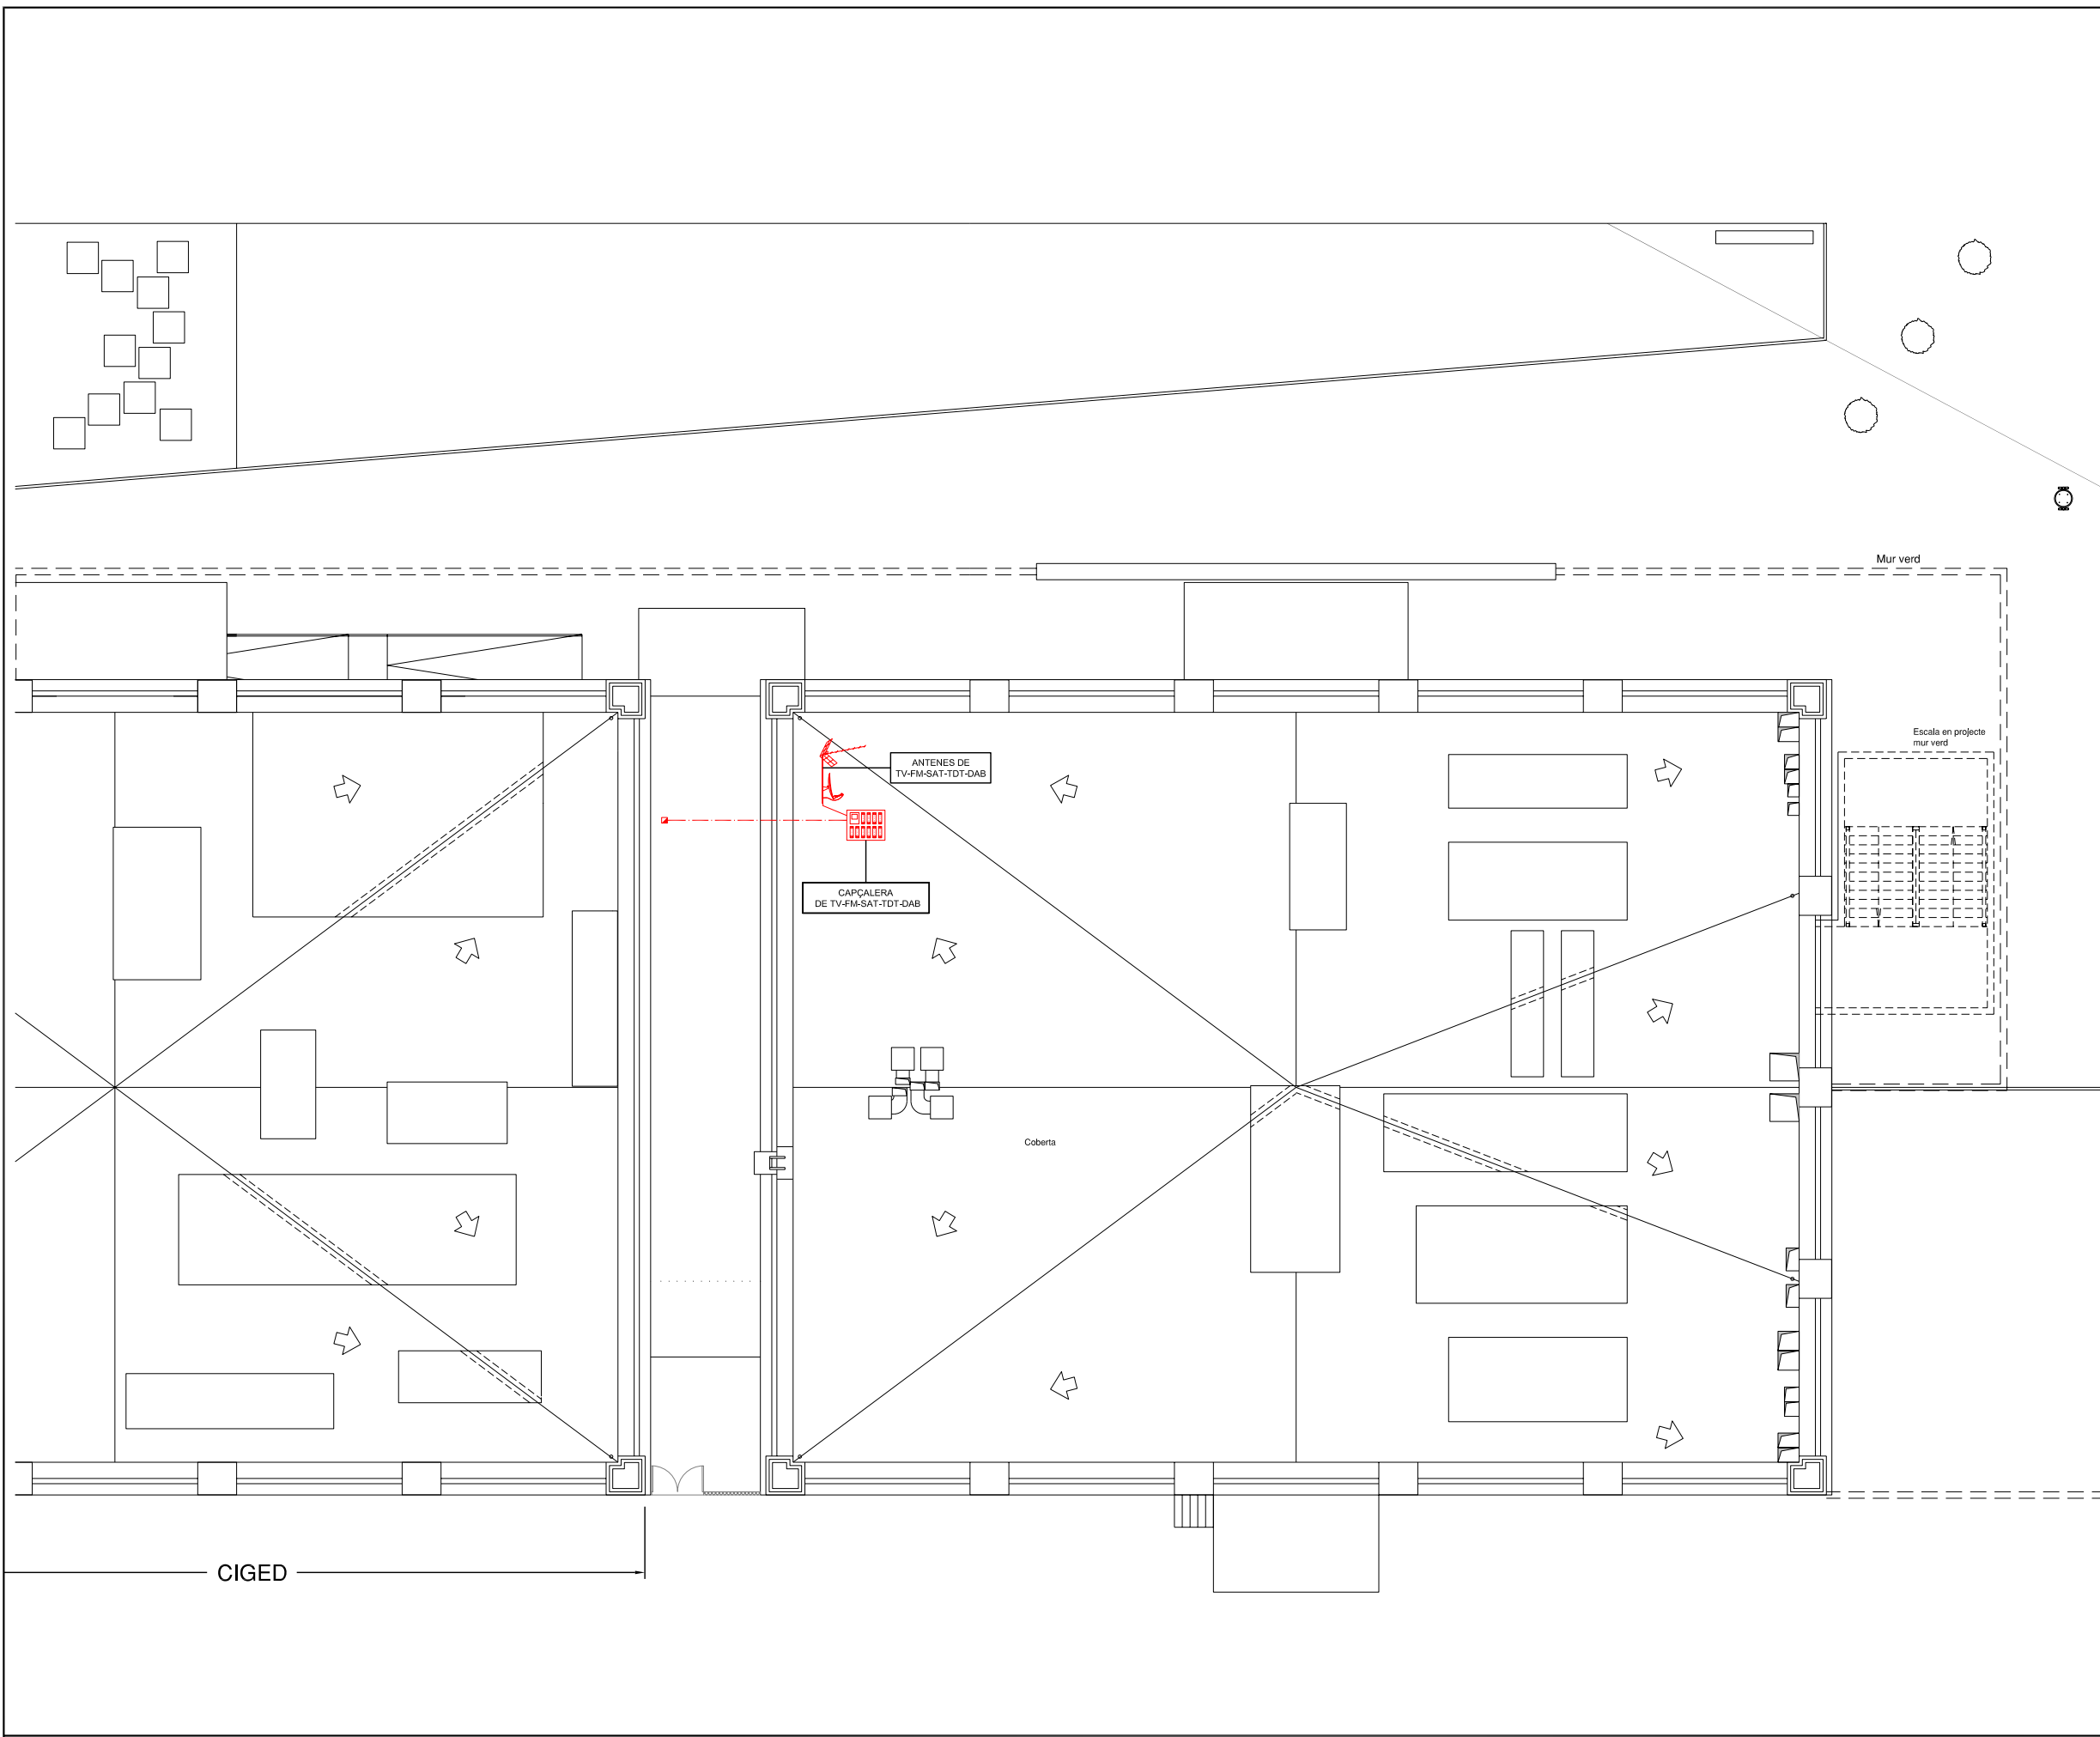 Mur verd
Escala en projecte
mur verd
ANTENES DE
TV-FM-SAT-TDT-DAB
CAPÇALERA
DE TV-FM-SAT-TDT-DAB
Coberta
CIGED